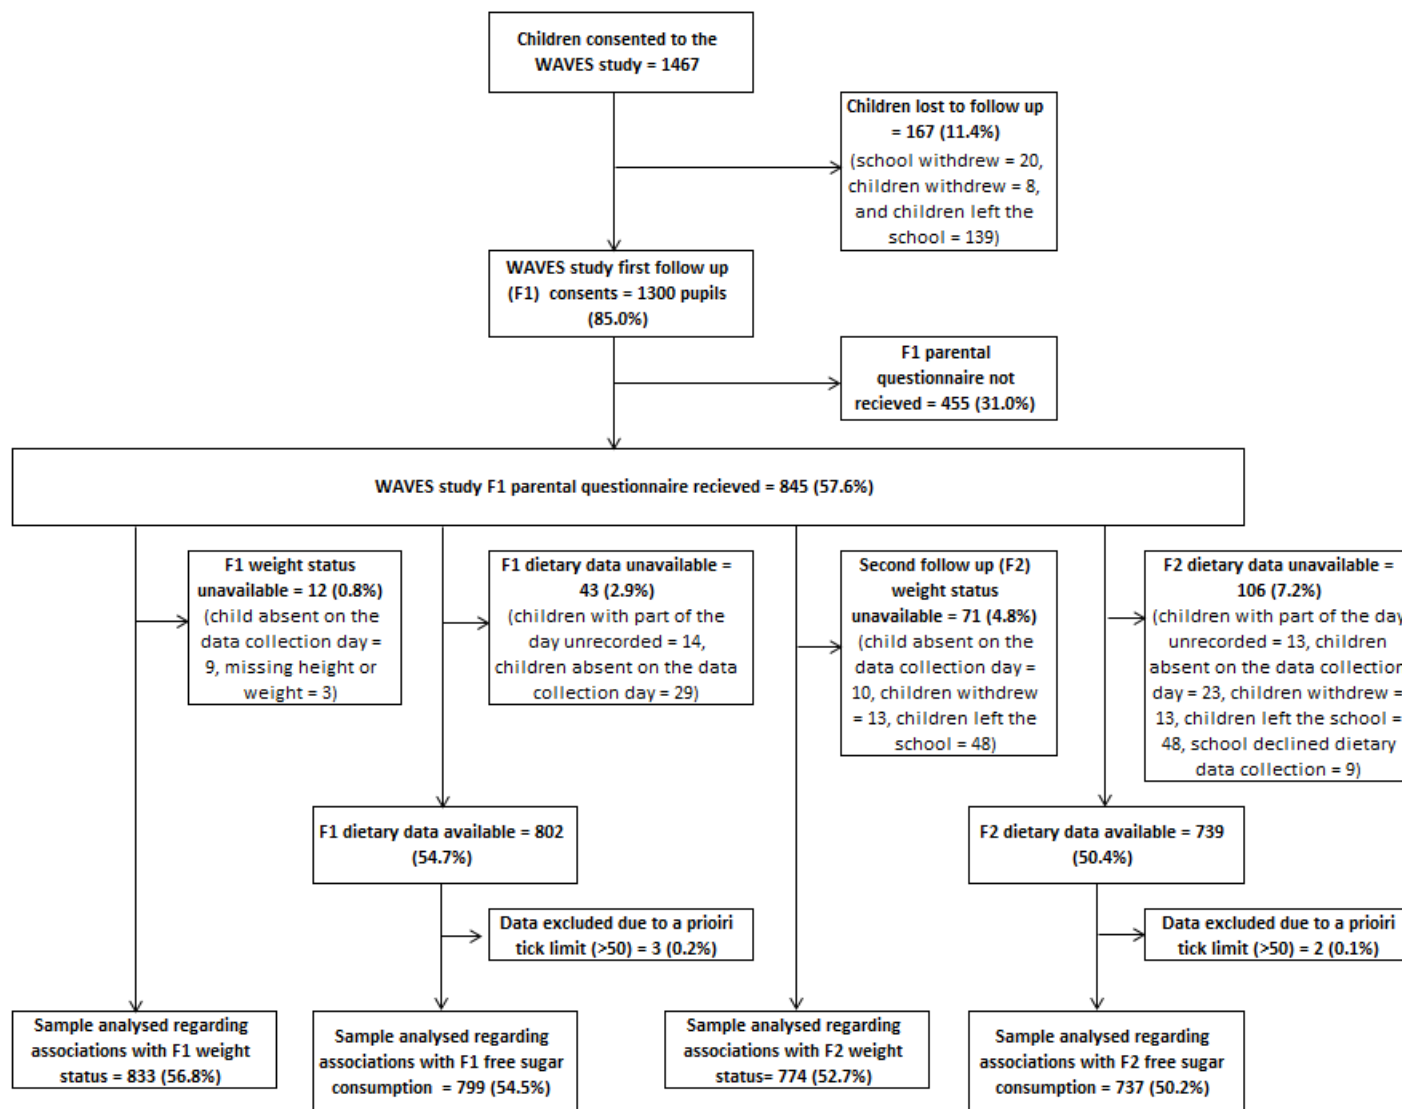 Children consented to the
WAVES study = 1467
Children lost to follow up
= 167 (11.4%)
(school withdrew = 20,
children withdrew = 8,
and children left the
school = 139)
WAVES study first follow up
(F1) consents = 1300 pupils
(85.0%)
F1 parental
questionnaire not
recieved = 455 (31.0%)
WAVES study F1 parental questionnaire recieved = 845 (57.6%)
F1 weight status
unavailable = 12 (0.8%)
(child absent on the
data collection day =
9, missing height or
weight = 3)
F1 dietary data unavailable =
43 (2.9%)
(children with part of the
day unrecorded = 14,
children absent on the data
collection day = 29)
Second follow up (F2)
weight status
unavailable = 71 (4.8%)
(child absent on the
data collection day =
10, children withdrew
= 13, children left the
school = 48)
F2 dietary data unavailable =
106 (7.2%)
(children with part of the day
unrecorded = 13, children
absent on the data collection
day = 23, children withdrew =
13, children left the school =
48, school declined dietary
data collection = 9)
F1 dietary data available = 802
(54.7%)
F2 dietary data available = 739
(50.4%)
Data excluded due to a prioiri
tick limit (>50) = 3 (0.2%)
Data excluded due to a prioiri
tick limit (>50) = 2 (0.1%)
Sample analysed regarding
associations with F1 weight
status = 833 (56.8%)
Sample analysed regarding
associations with F1 free sugar
consumption = 799 (54.5%)
Sample analysed regarding
associations with F2 weight
status= 774 (52.7%)
Sample analysed regarding
associations with F2 free sugar
consumption = 737 (50.2%)